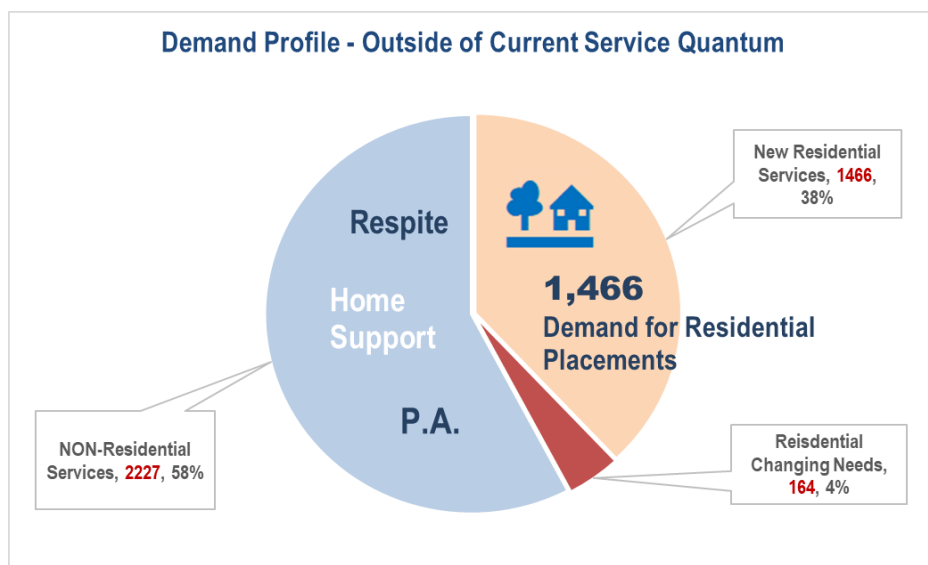 Demand Profile - Outside of Current Service Quantum
New Residential
Services, 1466,
38%
Respite
1,466
Home
Support
Demand for Residential
Placements
P.A.
NON-Residential
Services, 2227, 58%
Reisdential
Changing Needs,
164, 4%